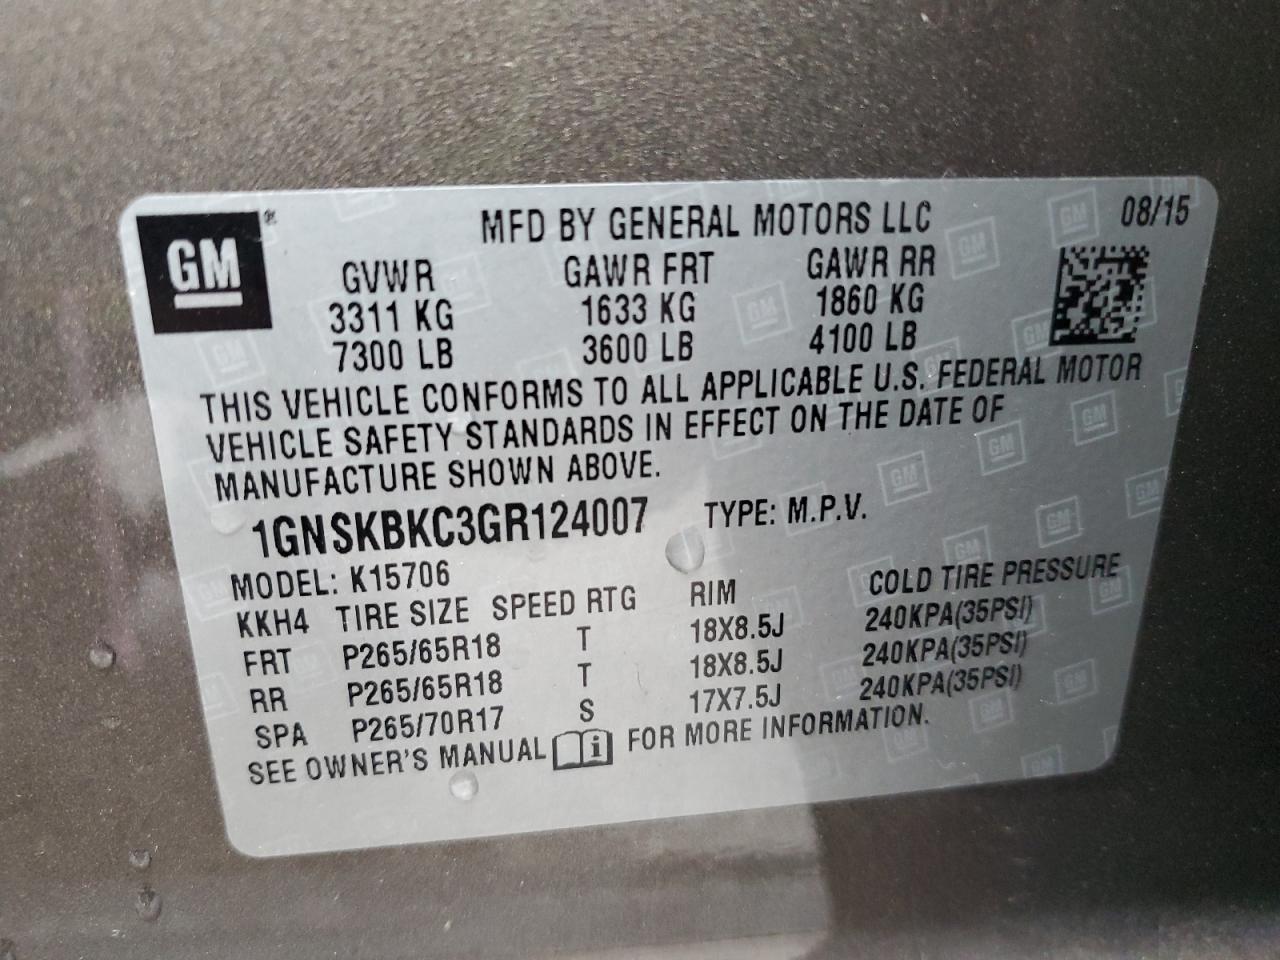 GM®
MFD BY GENERAL MOTORS LLC 08/15
GVWR GAWR FRT GAWR RR
3311 KG 1633 KG 1860 KG
7300 LB 3600 LB 4100 LB
THIS VEHICLE CONFORMS TO ALL APPLICABLE U.S. FEDERAL MOTOR
VEHICLE SAFETY STANDARDS IN EFFECT ON THE DATE OF
MANUFACTURE SHOWN ABOVE.
1GNSKBKC3GR124007 TYPE: M.P.V.
MODEL: K15706
KKH4 TIRE SIZE SPEED RTG RIM COLD TIRE PRESSURE
FRT P265/65R18 T 18X8.5J 240KPA(35PSI)
RR P265/65R18 T 18X8.5J 240KPA(35PSI)
SPA P265/70R17 S 17X7.5J 240KPA(35PSI)
SEE OWNER'S MANUAL i FOR MORE INFORMATION.